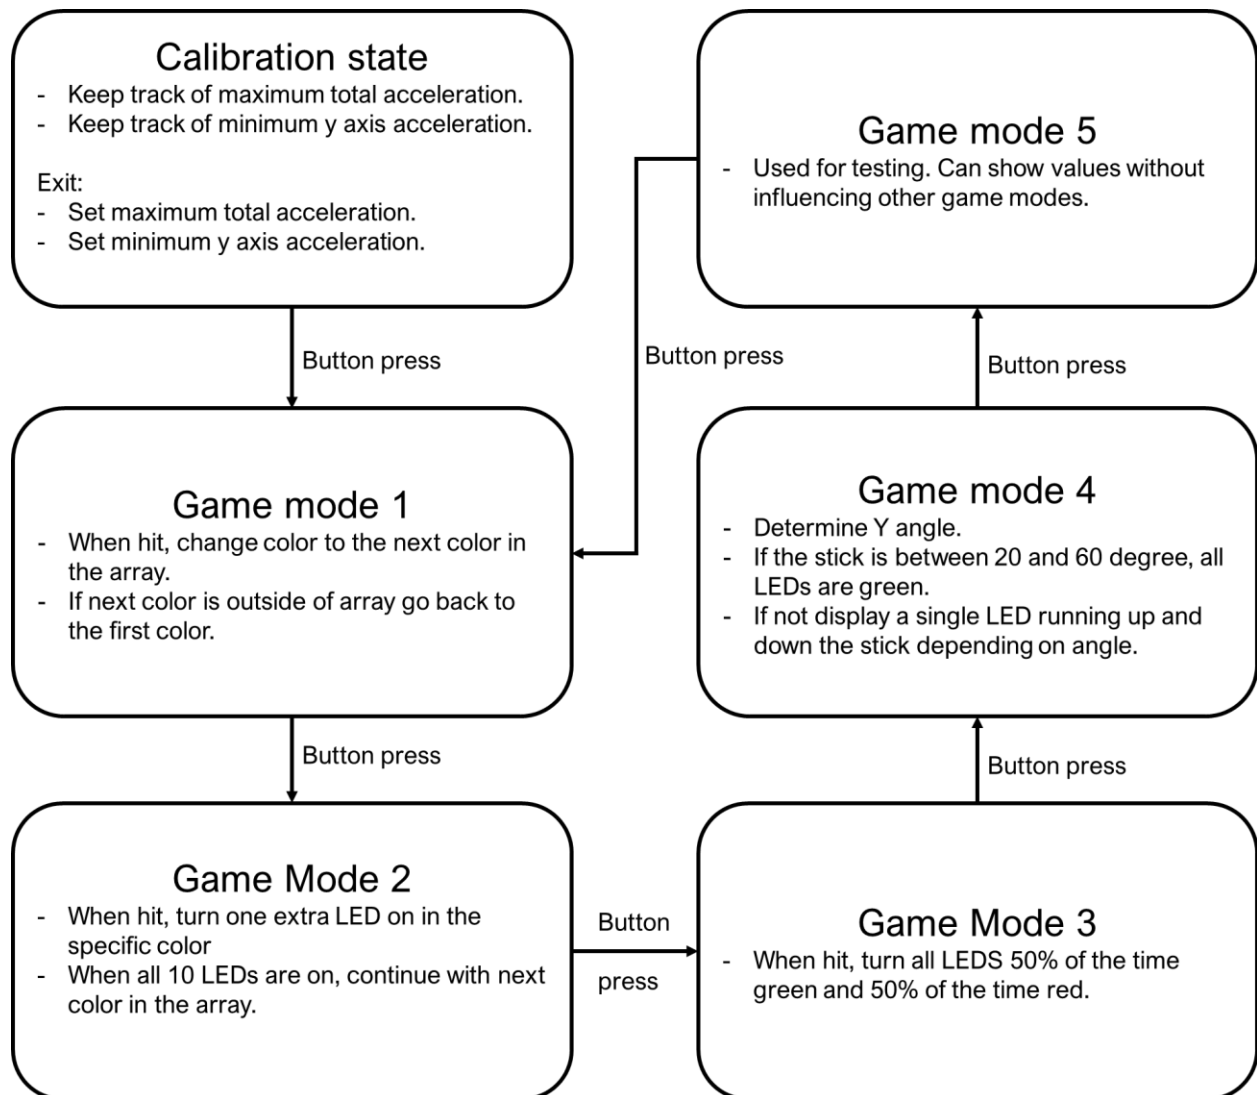 Calibration state
- Keep track of maximum total acceleration.
- Keep track of minimum y axis acceleration.
Exit:
- Set maximum total acceleration.
- Set minimum y axis acceleration.
Button press
Game mode 1
- When hit, change color to the next color in
the array.
- If next color is outside of array go back to
the first color.
Button press
Game Mode 2
- When hit, turn one extra LED on in the
specific color
- When all 10 LEDs are on, continue with next
color in the array.
Button
press
Game Mode 3
- When hit, turn all LEDS 50% of the time
green and 50% of the time red.
Button press
Game mode 4
- Determine Y angle.
- If the stick is between 20 and 60 degree, all
LEDs are green.
- If not display a single LED running up and
down the stick depending on angle.
Button press
Game mode 5
- Used for testing. Can show values without
influencing other game modes.
Button press